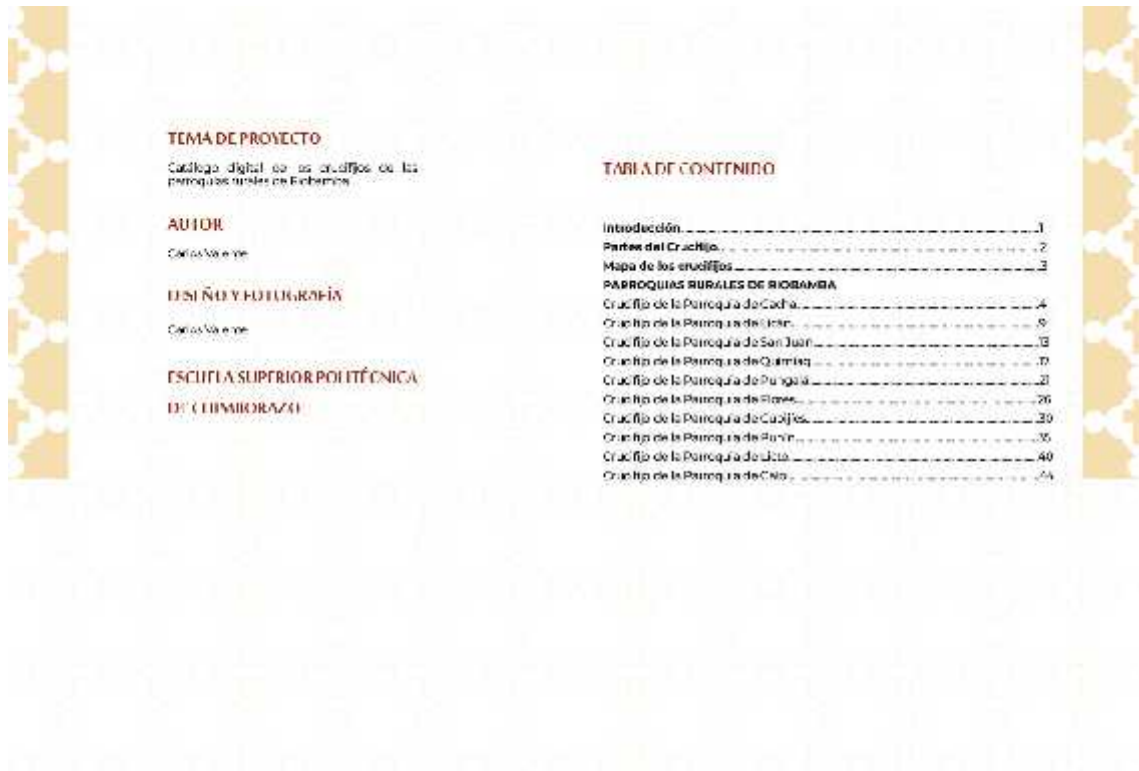 TEMA DE PROYECTO
Catálogo digital de los crucifijos de las
parroquias rurales de Riobamba
AUTOR
Carlos
DISEÑO Y FOTOGRAFÍA
Carlos
ESCUELA SUPERIOR POLITÉCNICA
DE CHIMBORAZO
TABLA DE CONTENIDO
Introducción 1
Partes del Crucifijo 2
Mapa de los crucifijos 3
PARROQUIAS RURALES DE RIOBAMBA
Crucifijo de la Parroquia de Cacha 4
Crucifijo de la Parroquia de Licán 9
Crucifijo de la Parroquia de San Juan 13
Crucifijo de la Parroquia de Quimiag 17
Crucifijo de la Parroquia de Pungalá 21
Crucifijo de la Parroquia de Flores 26
Crucifijo de la Parroquia de Cubijíes 30
Crucifijo de la Parroquia de Punín 35
Crucifijo de la Parroquia de Licto 40
Crucifijo de la Parroquia de 44